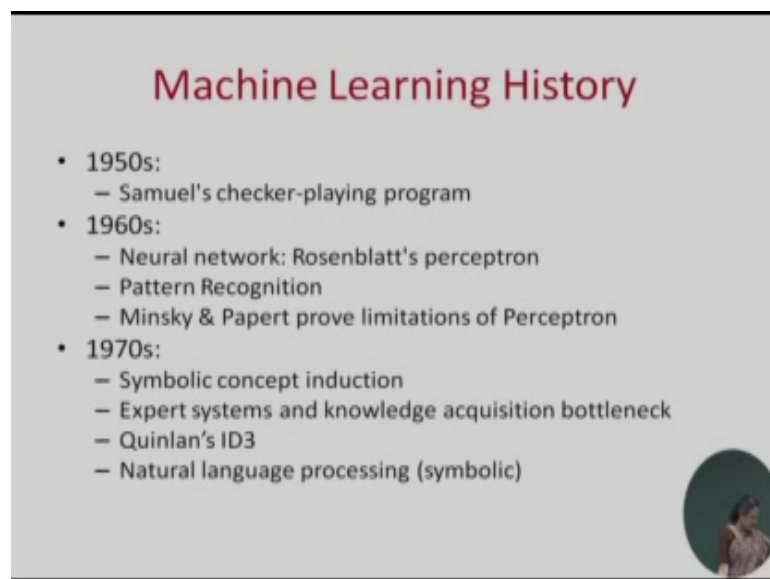 Machine Learning History
• 1950s:
– Samuel's checker-playing program
• 1960s:
– Neural network: Rosenblatt's perceptron
– Pattern Recognition
– Minsky & Papert prove limitations of Perceptron
• 1970s:
– Symbolic concept induction
– Expert systems and knowledge acquisition bottleneck
– Quinlan’s ID3
– Natural language processing (symbolic)